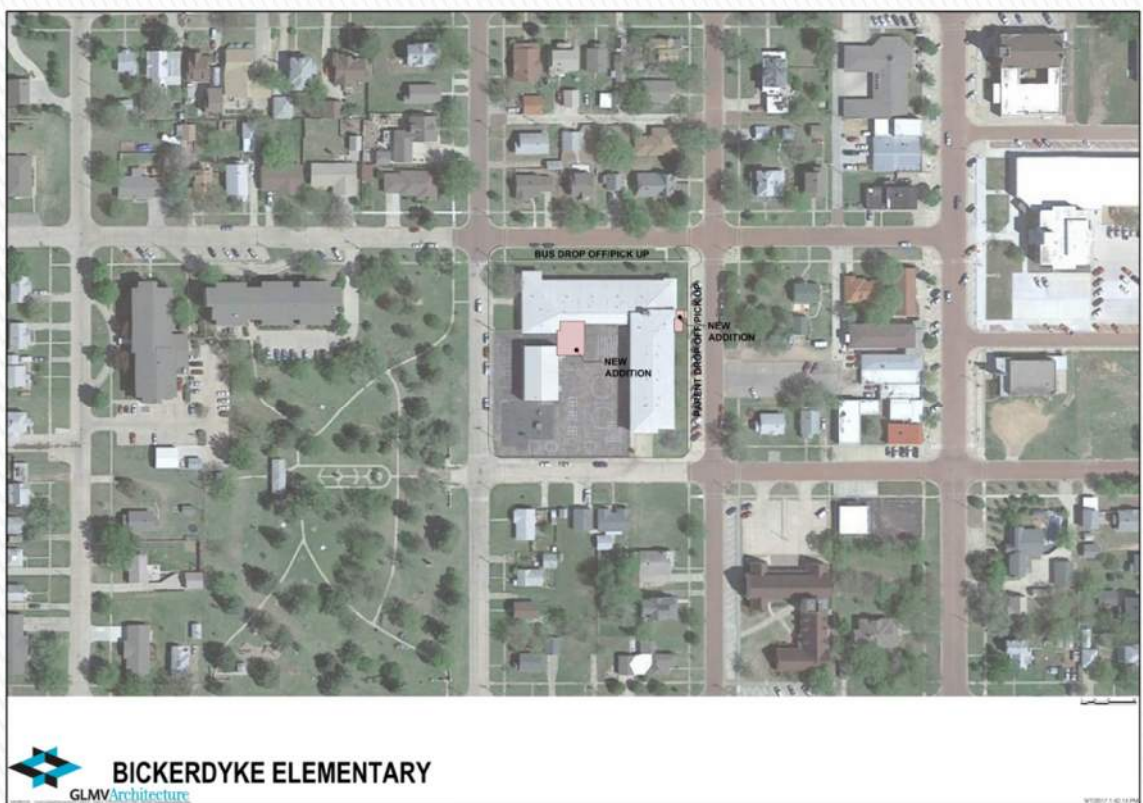 BUS DROP OFF/PICK UP
PARENT DROP OFF/PICK UP
NEW
ADDITION
NEW
ADDITION
BICKERDYKE ELEMENTARY
GLMVArchitecture